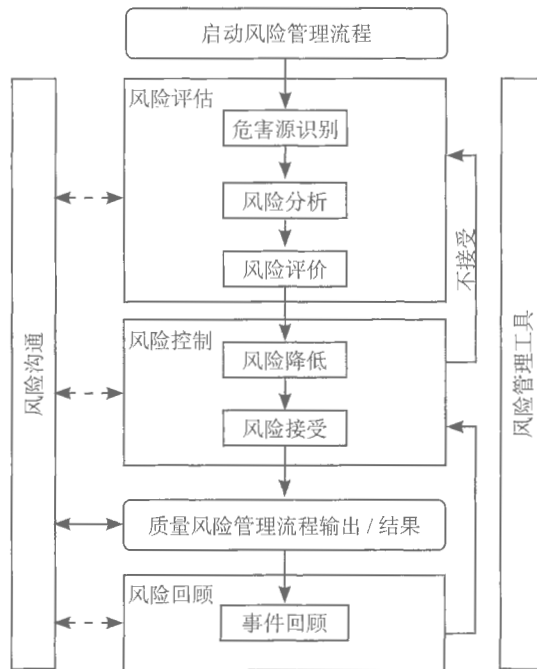 启动风险管理流程
风险评估
危害源识别
风险分析
风险评价
不接受
风险控制
风险降低
风险接受
风险沟通
风险管理工具
质量风险管理流程输出/结果
风险回顾
事件回顾